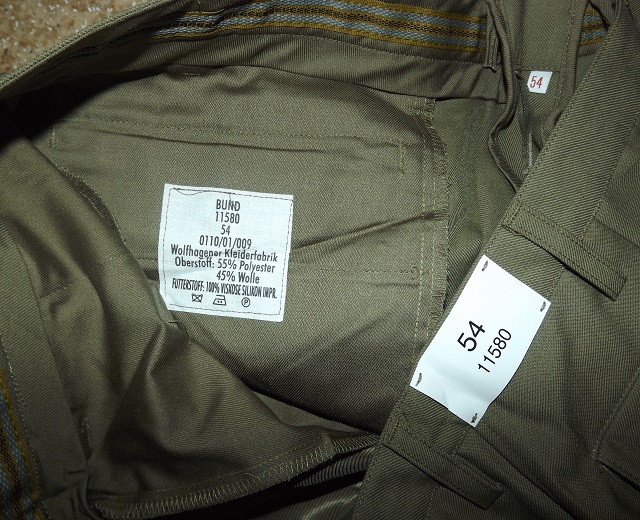 54
BUND
11580
54
0110/01/009
Wolfhagener Kleiderfabrik
Oberstoff: 55% Polyester
45% Wolle
FUTTERSTOFF: 100% VISKOSE SILIKON IMPR.
P
54
11580